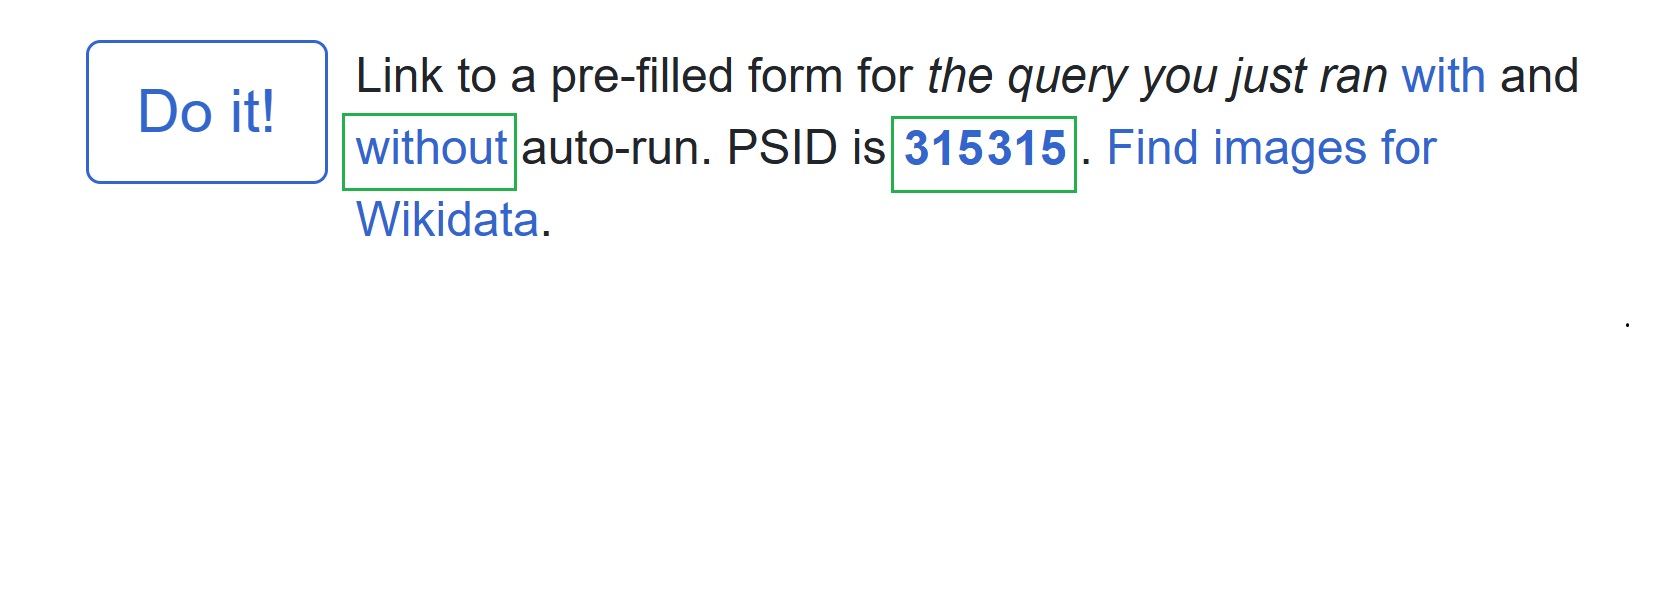 Do it!
Link to a pre-filled form for the query you just ran with and
without auto-run. PSID is 315315. Find images for
Wikidata.